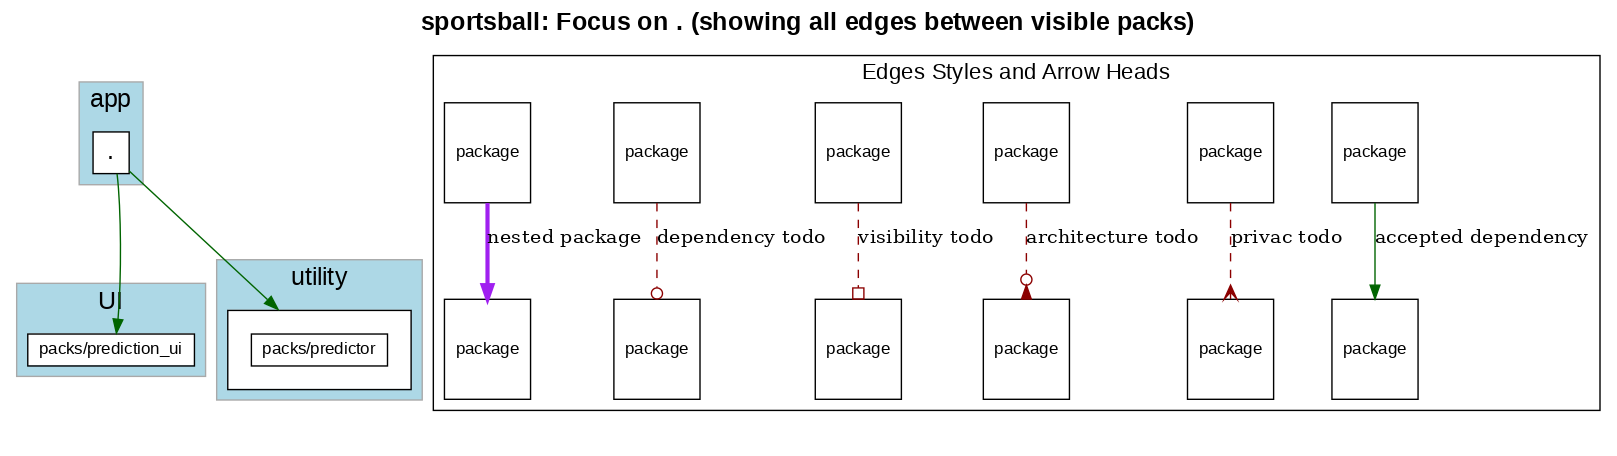 sportsball: Focus on . (showing all edges between visible packs)
app
.
UI
packs/prediction_ui
utility
packs/predictor
Edges Styles and Arrow Heads
package package package package package package
nested package dependency todo visibility todo architecture todo privac todo accepted dependency
package package package package package package